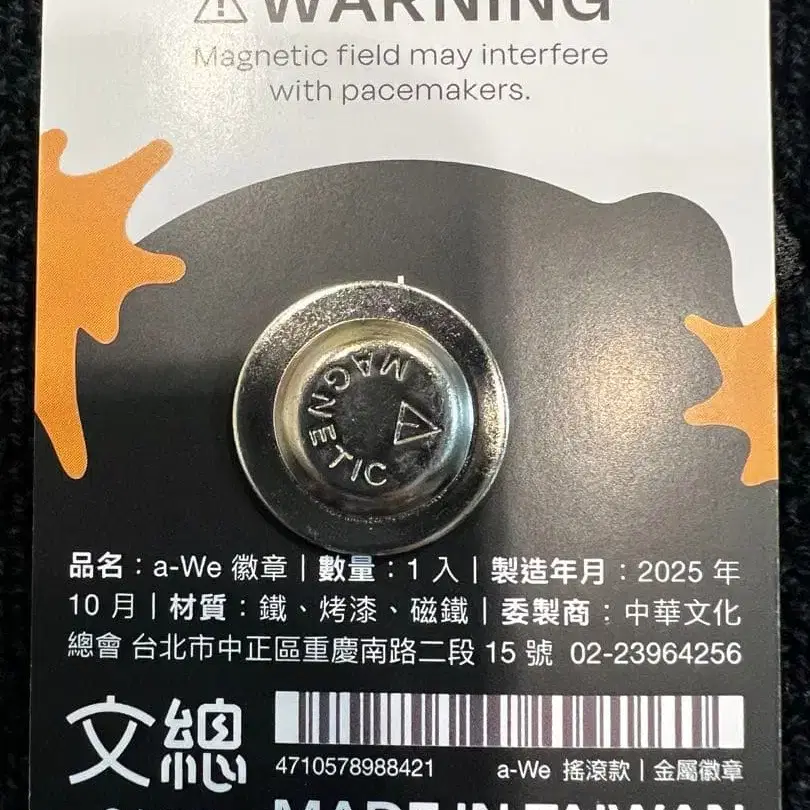 WARNING
Magnetic field may interfere
with pacemakers.
MAGNETIC
品名：a-We 徽章｜數量：1 入｜製造年月：2025 年
10 月｜材質：鐵、烤漆、磁鐵｜委製商：中華文化
總會 台北市中正區重慶南路二段 15 號 02-23964256
文總
4710578988421 a-We 搖滾款｜金屬徽章
MADE IN TAIWAN